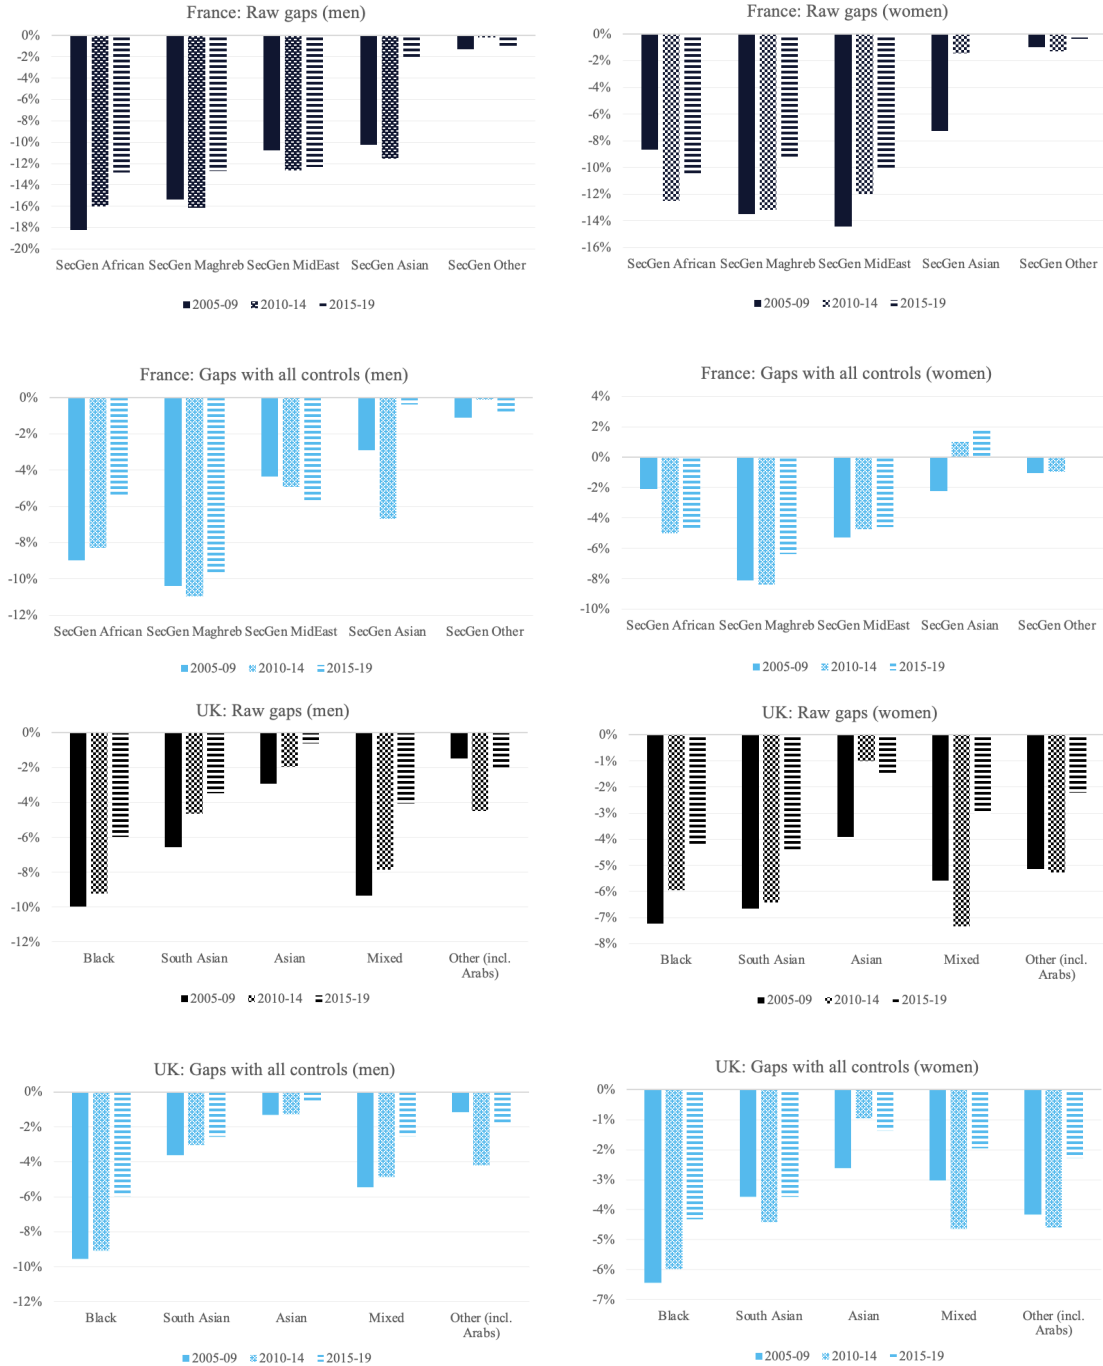 France: Raw gaps (men)
0%
-2%
-4%
-6%
-8%
-10%
-12%
-14%
-16%
-18%
-20%
SecGen African SecGen Maghreb SecGen MidEast SecGen Asian SecGen Other
2005-09 2010-14 2015-19
France: Raw gaps (women)
0%
-2%
-4%
-6%
-8%
-10%
-12%
-14%
-16%
SecGen African SecGen Maghreb SecGen MidEast SecGen Asian SecGen Other
2005-09 2010-14 2015-19
France: Gaps with all controls (men)
0%
-2%
-4%
-6%
-8%
-10%
-12%
SecGen African SecGen Maghreb SecGen MidEast SecGen Asian SecGen Other
2005-09 2010-14 2015-19
France: Gaps with all controls (women)
4%
2%
0%
-2%
-4%
-6%
-8%
-10%
SecGen African SecGen Maghreb SecGen MidEast SecGen Asian SecGen Other
2005-09 2010-14 2015-19
UK: Raw gaps (men)
0%
-2%
-4%
-6%
-8%
-10%
-12%
Black South Asian Asian Mixed Other (incl.
Arabs)
2005-09 2010-14 2015-19
UK: Raw gaps (women)
0%
-1%
-2%
-3%
-4%
-5%
-6%
-7%
-8%
Black South Asian Asian Mixed Other (incl.
Arabs)
2005-09 2010-14 2015-19
UK: Gaps with all controls (men)
0%
-2%
-4%
-6%
-8%
-10%
-12%
Black South Asian Asian Mixed Other (incl.
Arabs)
2005-09 2010-14 2015-19
UK: Gaps with all controls (women)
0%
-1%
-2%
-3%
-4%
-5%
-6%
-7%
Black South Asian Asian Mixed Other (incl.
Arabs)
2005-09 2010-14 2015-19